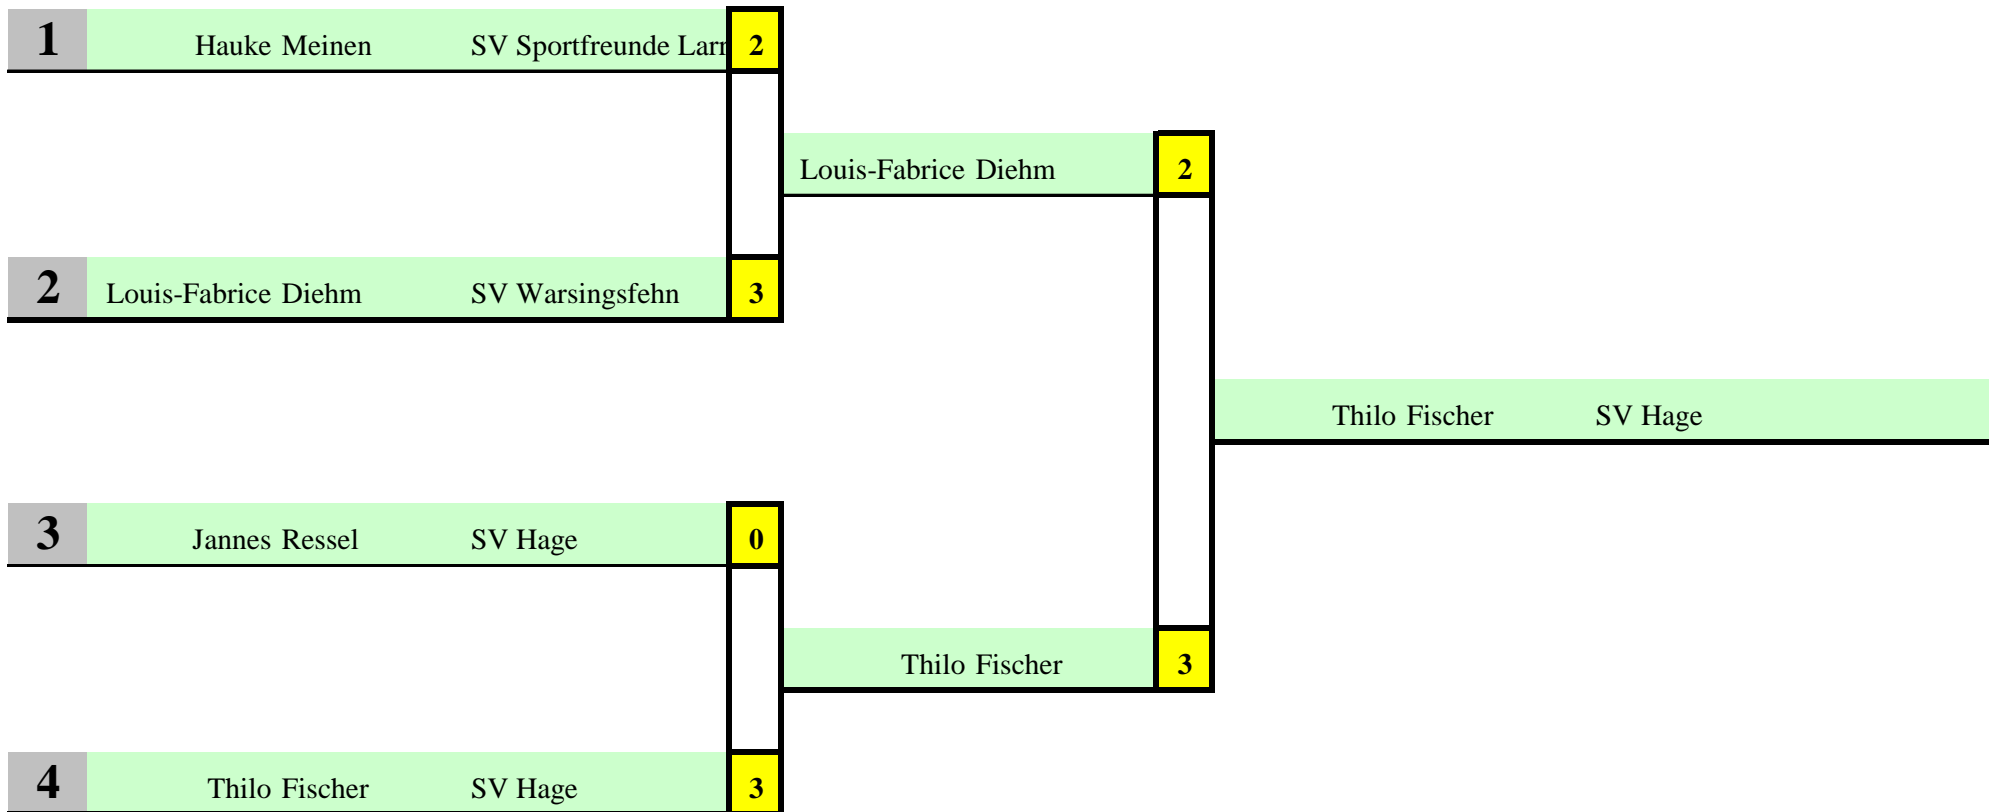 1 Hauke Meinen SV Sportfreunde Larr 2
Louis-Fabrice Diehm 2
2 Louis-Fabrice Diehm SV Warsingsfehn 3
Thilo Fischer SV Hage
3 Jannes Ressel SV Hage 0
Thilo Fischer 3
4 Thilo Fischer SV Hage 3